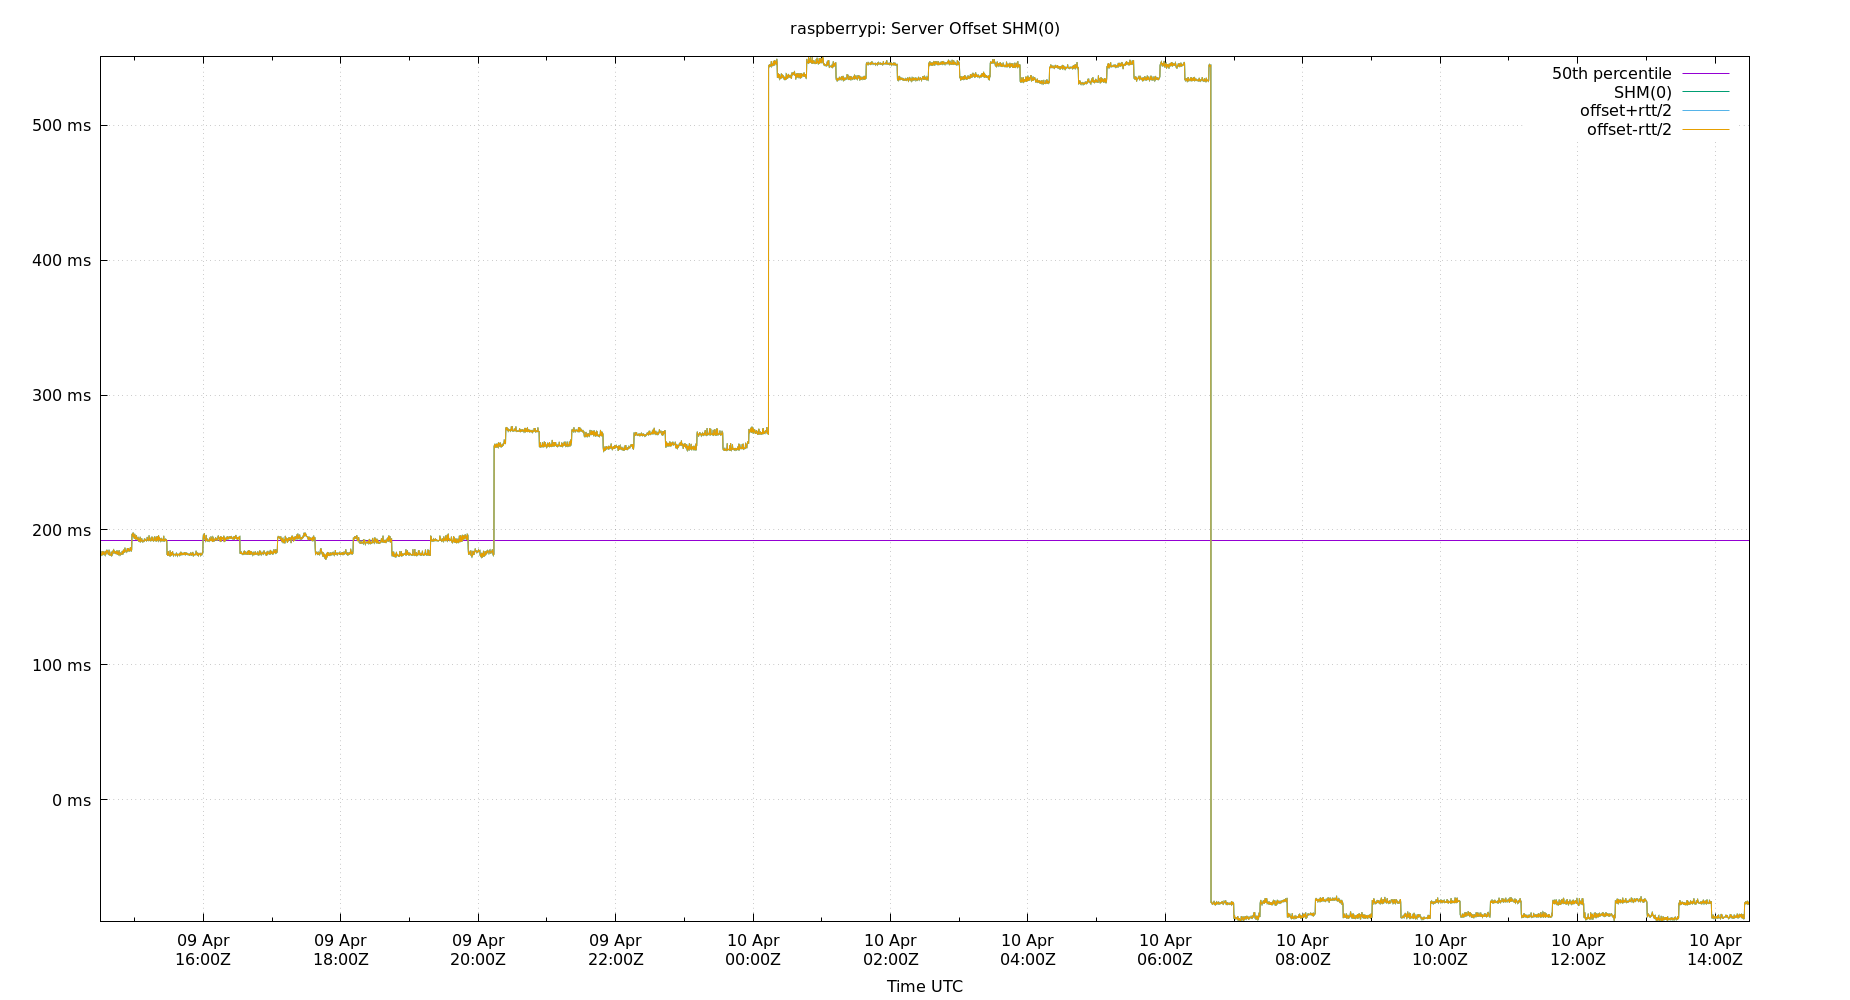 raspberrypi: Server Offset SHM(0)
50th percentile
SHM(0)
offset+rtt/2
offset-rtt/2
500 ms
400 ms
300 ms
200 ms
100 ms
0 ms
09 Apr 09 Apr 09 Apr 09 Apr 10 Apr 10 Apr 10 Apr 10 Apr 10 Apr 10 Apr 10 Apr 10 Apr
16:00Z 18:00Z 20:00Z 22:00Z 00:00Z 02:00Z 04:00Z 06:00Z 08:00Z 10:00Z 12:00Z 14:00Z
Time UTC